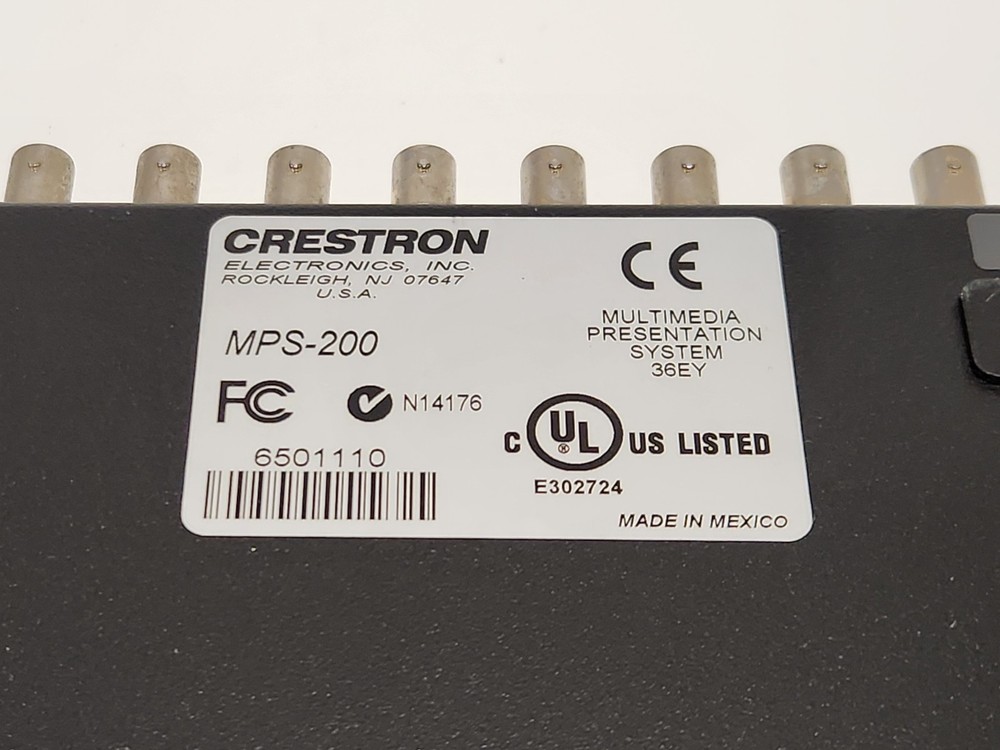 CRESTRON
ELECTRONICS, INC.
ROCKLEIGH, NJ 07647
U.S.A.
CE
MULTIMEDIA
PRESENTATION
SYSTEM
36EY
MPS-200
FC N14176
C UL ® US LISTED
E302724
6501110
MADE IN MEXICO